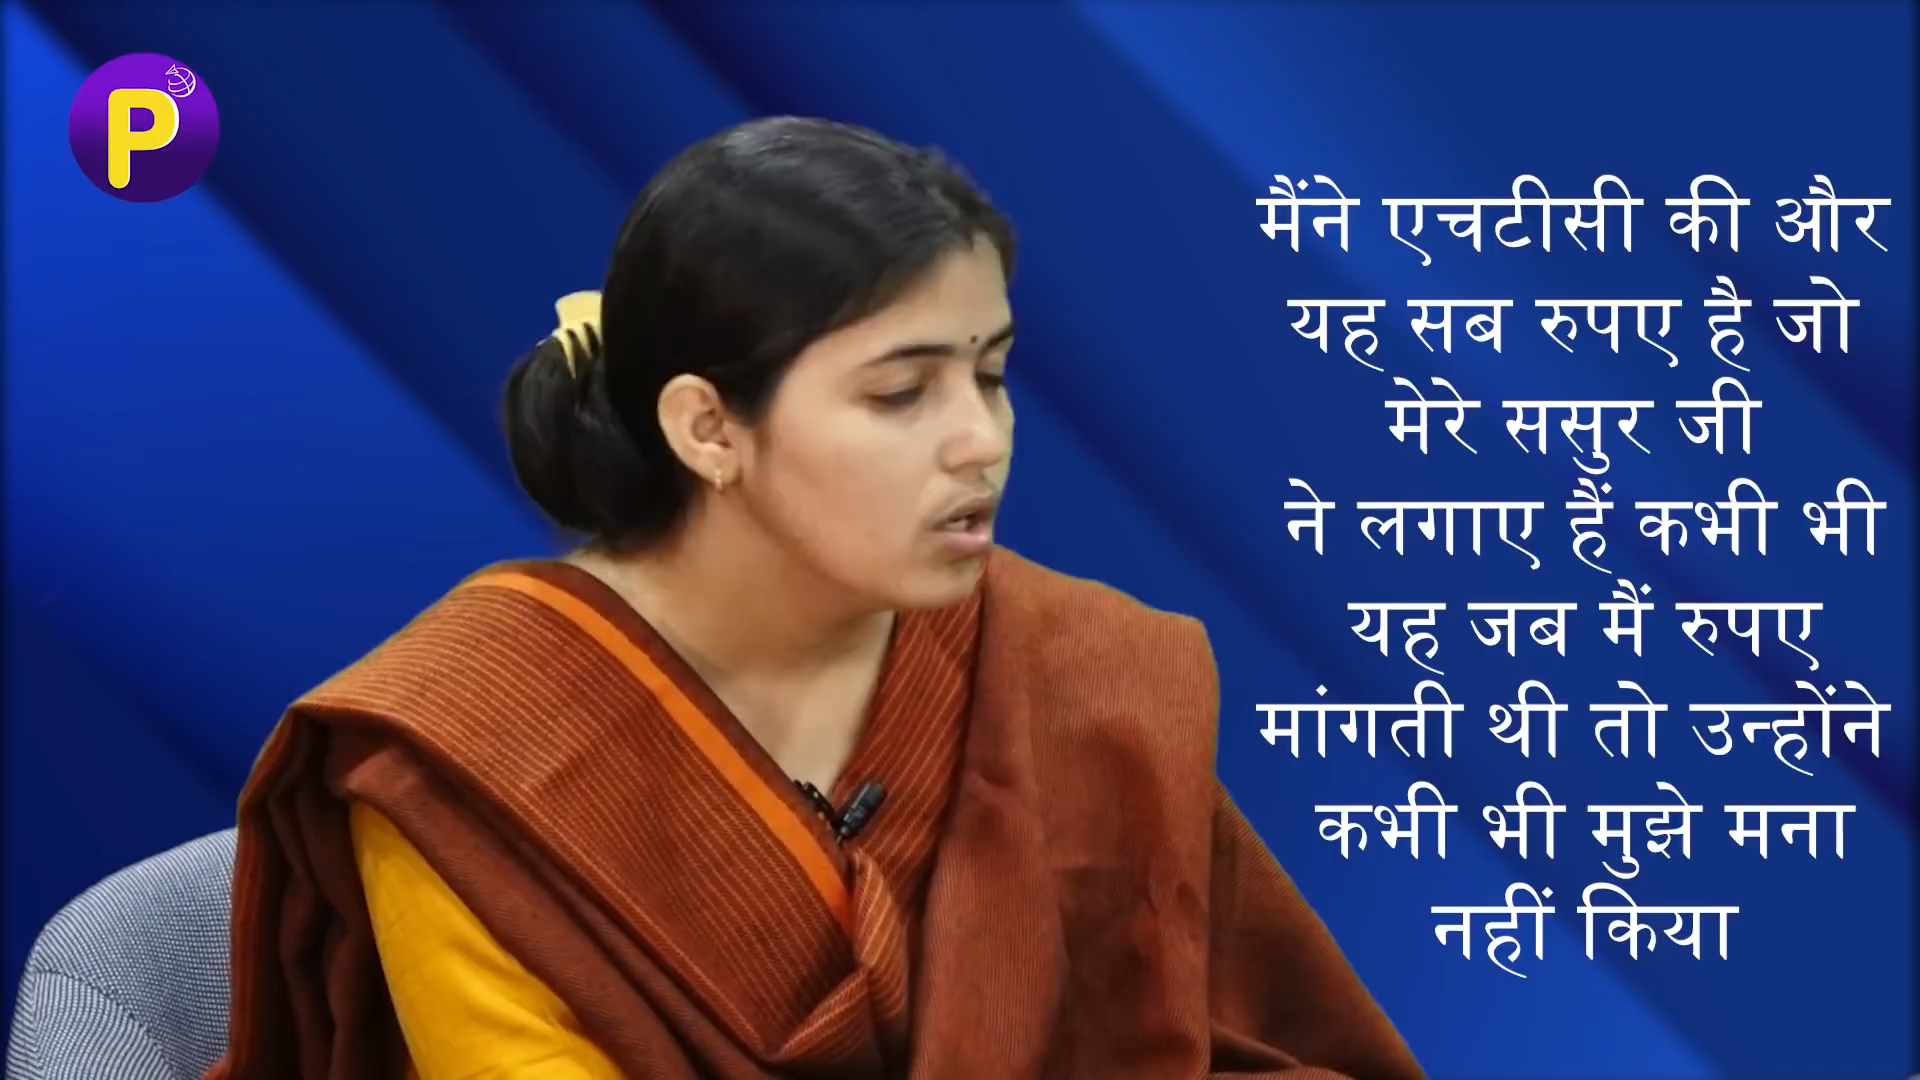 P
मैंने एचटीसी की और
यह सब रुपए है जो
मेरे ससुर जी
ने लगाए हैं कभी भी
यह जब मैं रुपए
मांगती थी तो उन्होंने
कभी भी मुझे मना
नहीं किया